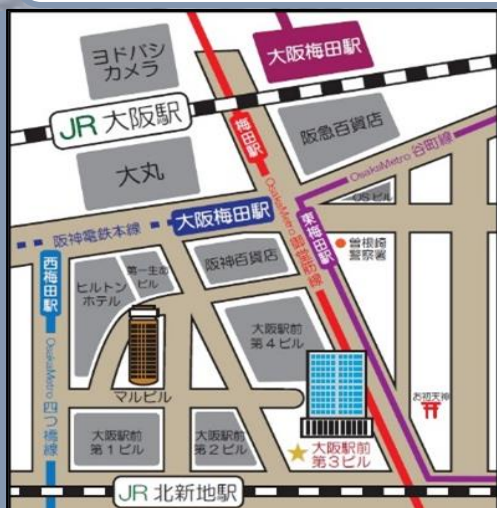 ヨドバシ
カメラ
大阪梅田駅
JR 大阪駅
梅田駅
阪急百貨店
大丸
OsakaMetro 谷町線
OSビル
OsakaMetro 御堂筋線
東梅田駅
大阪梅田駅
阪神電鉄本線
曽根崎
警察署
西梅田駅
阪神百貨店
第一生命
ビル
ヒルトン
ホテル
大阪駅前
第4ビル
OsakaMetro 四つ橋線
マルビル
お初天神
大阪駅前
第1ビル
大阪駅前
第2ビル
大阪駅前
第3ビル
JR 北新地駅